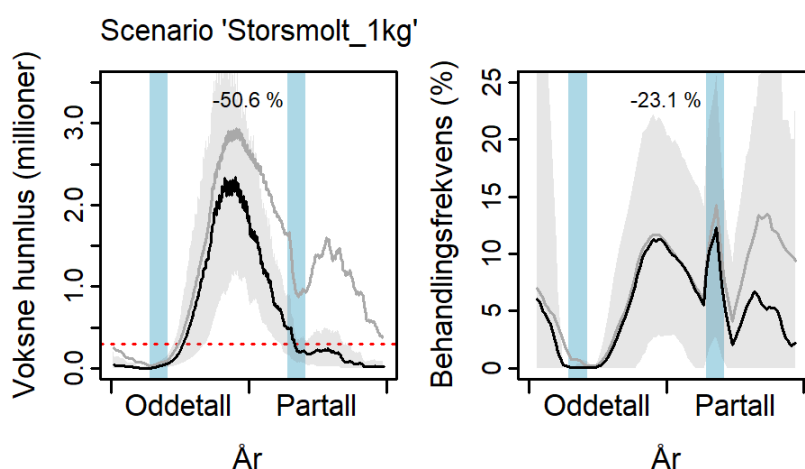 Scenario 'Storsmolt_1kg'
Voksne hunnlus (millioner)
3.0
2.0
1.0
0.0
-50.6 %
Oddetall
Partall
År
Behandlingsfrekvens (%)
25
20
15
10
5
0
-23.1 %
Oddetall
Partall
År